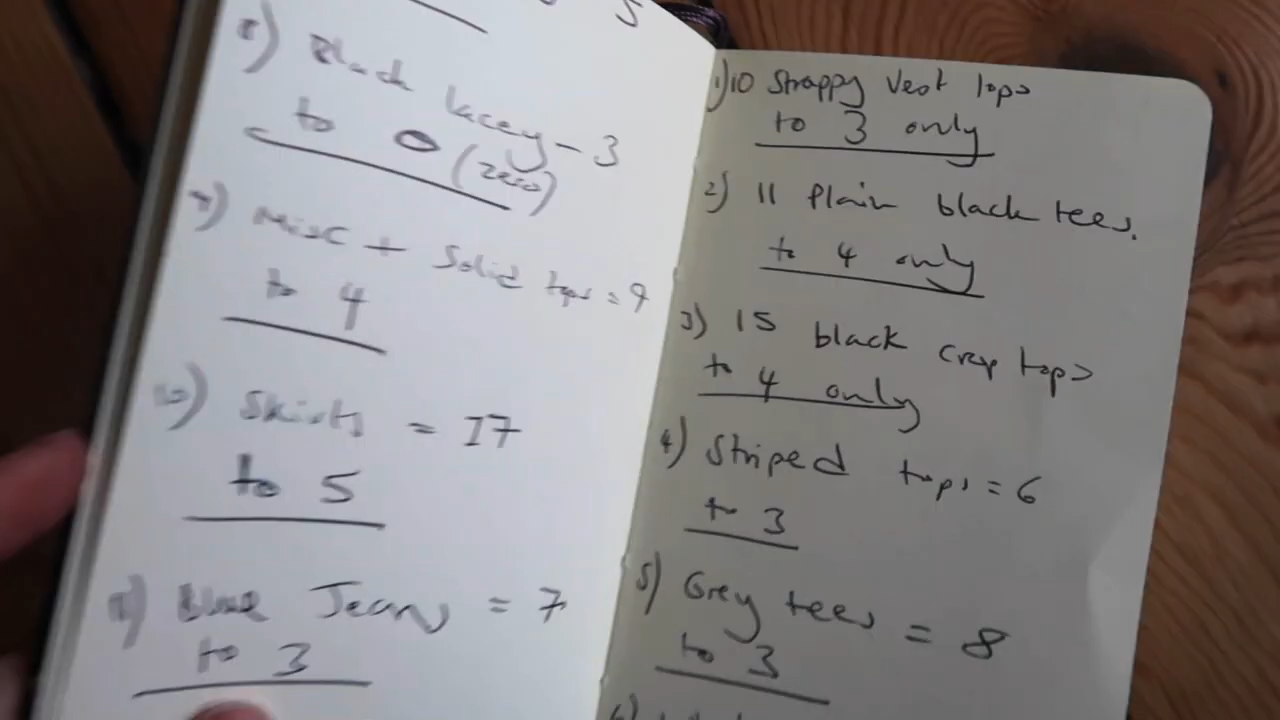 5
8) Black lacey - 3
to 0 (zero)
9) Misc + Solid tops = 9
to 4
10) Skirts = 17
to 5
11) Blue Jeans = 7
to 3
1) 10 Strappy Vest tops
to 3 only
2) 11 Plain black tees.
to 4 only
3) 15 black crop tops
to 4 only
4) Striped tops = 6
to 3
5) Grey tees = 8
to 3
6)